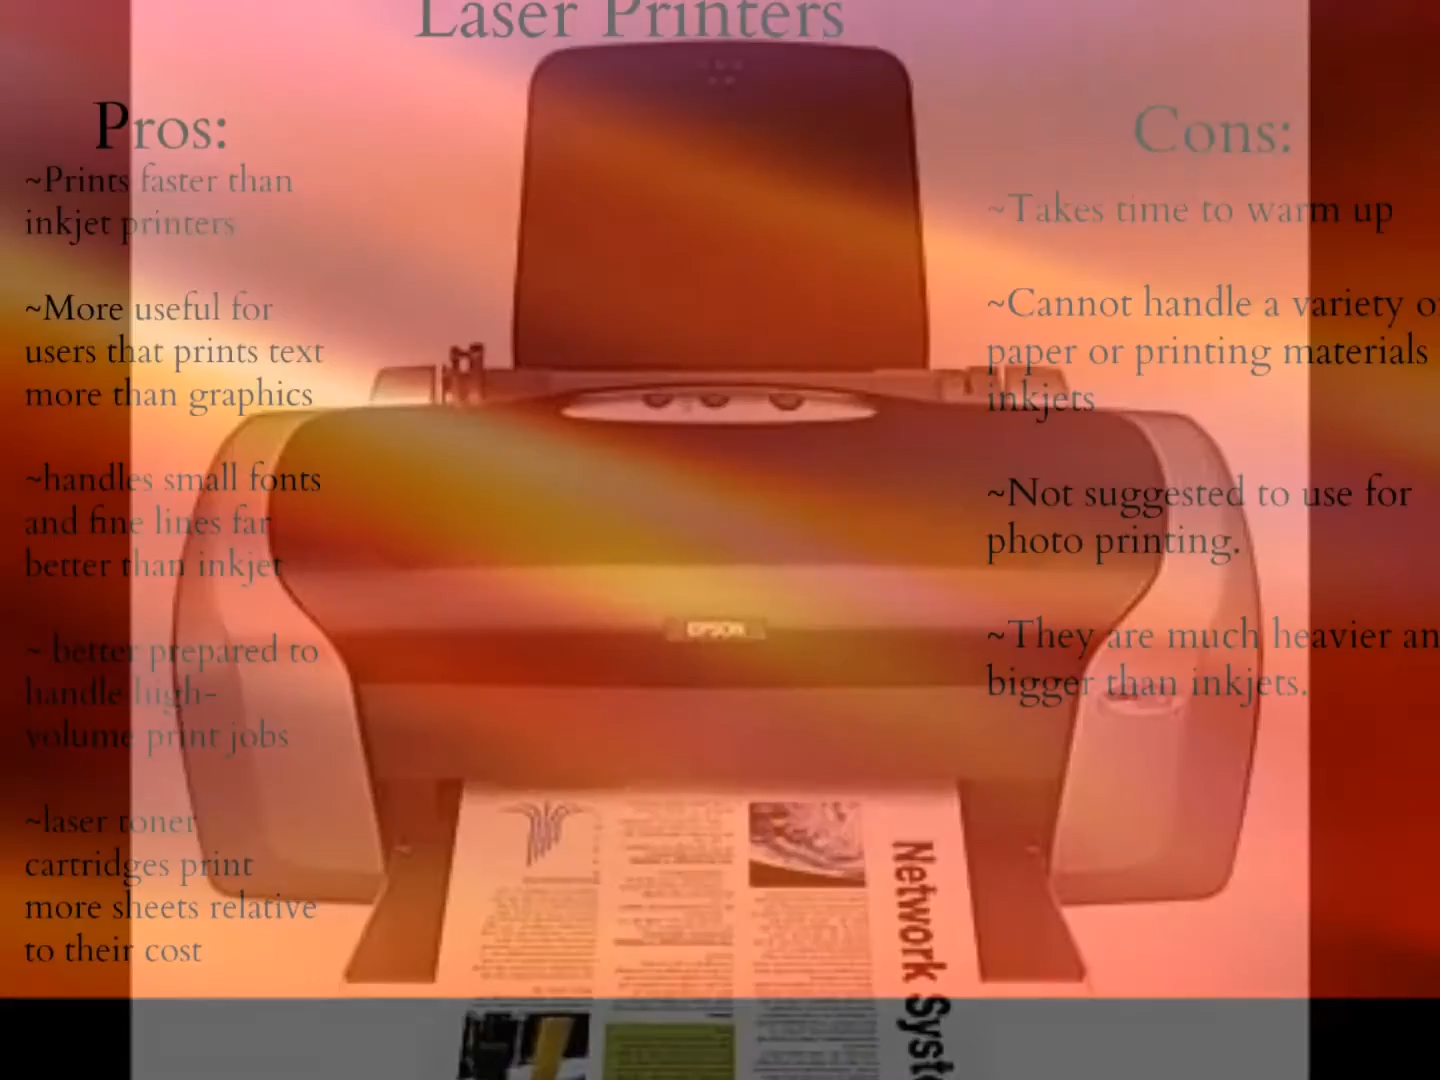 Laser Printers
Pros:
~Prints faster than
inkjet printers
~More useful for
users that prints text
more than graphics
~handles small fonts
and fine lines far
better than inkjet
~ better prepared to
handle high-
volume print jobs
~laser toner
cartridges print
more sheets relative
to their cost
Cons:
~Takes time to warm up
~Cannot handle a variety o
paper or printing materials
inkjets
~Not suggested to use for
photo printing.
~They are much heavier an
bigger than inkjets.
EPSON
Network Syste